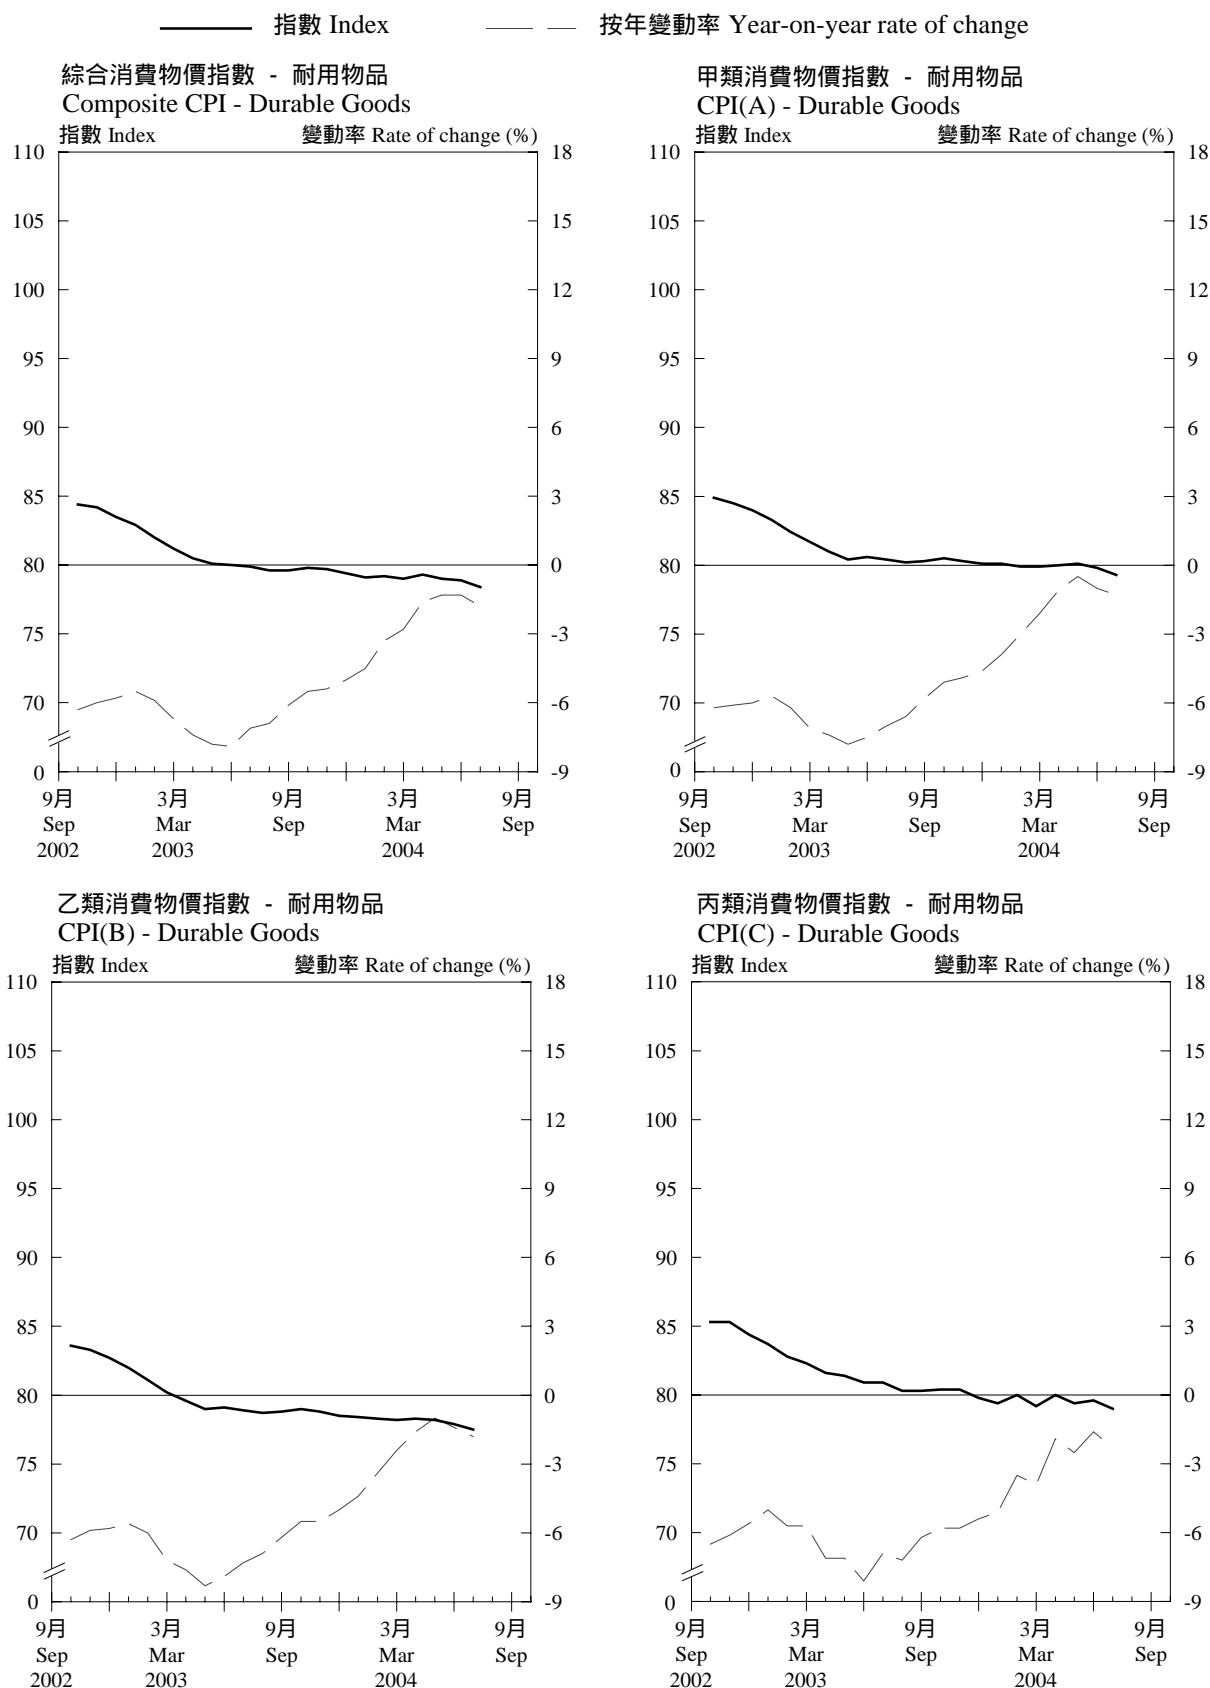 指數 Index 按年變動率 Year-on-year rate of change
綜合消費物價指數 - 耐用物品
Composite CPI - Durable Goods
指數 Index 變動率 Rate of change (%)
110 18
105 15
100 12
95 9
90 6
85 3
80 0
75 -3
70 -6
0 -9
9月 3月 9月 3月 9月
Sep Mar Sep Mar Sep
2002 2003 2004
甲類消費物價指數 - 耐用物品
CPI(A) - Durable Goods
指數 Index 變動率 Rate of change (%)
110 18
105 15
100 12
95 9
90 6
85 3
80 0
75 -3
70 -6
0 -9
9月 3月 9月 3月 9月
Sep Mar Sep Mar Sep
2002 2003 2004
乙類消費物價指數 - 耐用物品
CPI(B) - Durable Goods
指數 Index 變動率 Rate of change (%)
110 18
105 15
100 12
95 9
90 6
85 3
80 0
75 -3
70 -6
0 -9
9月 3月 9月 3月 9月
Sep Mar Sep Mar Sep
2002 2003 2004
丙類消費物價指數 - 耐用物品
CPI(C) - Durable Goods
指數 Index 變動率 Rate of change (%)
110 18
105 15
100 12
95 9
90 6
85 3
80 0
75 -3
70 -6
0 -9
9月 3月 9月 3月 9月
Sep Mar Sep Mar Sep
2002 2003 2004